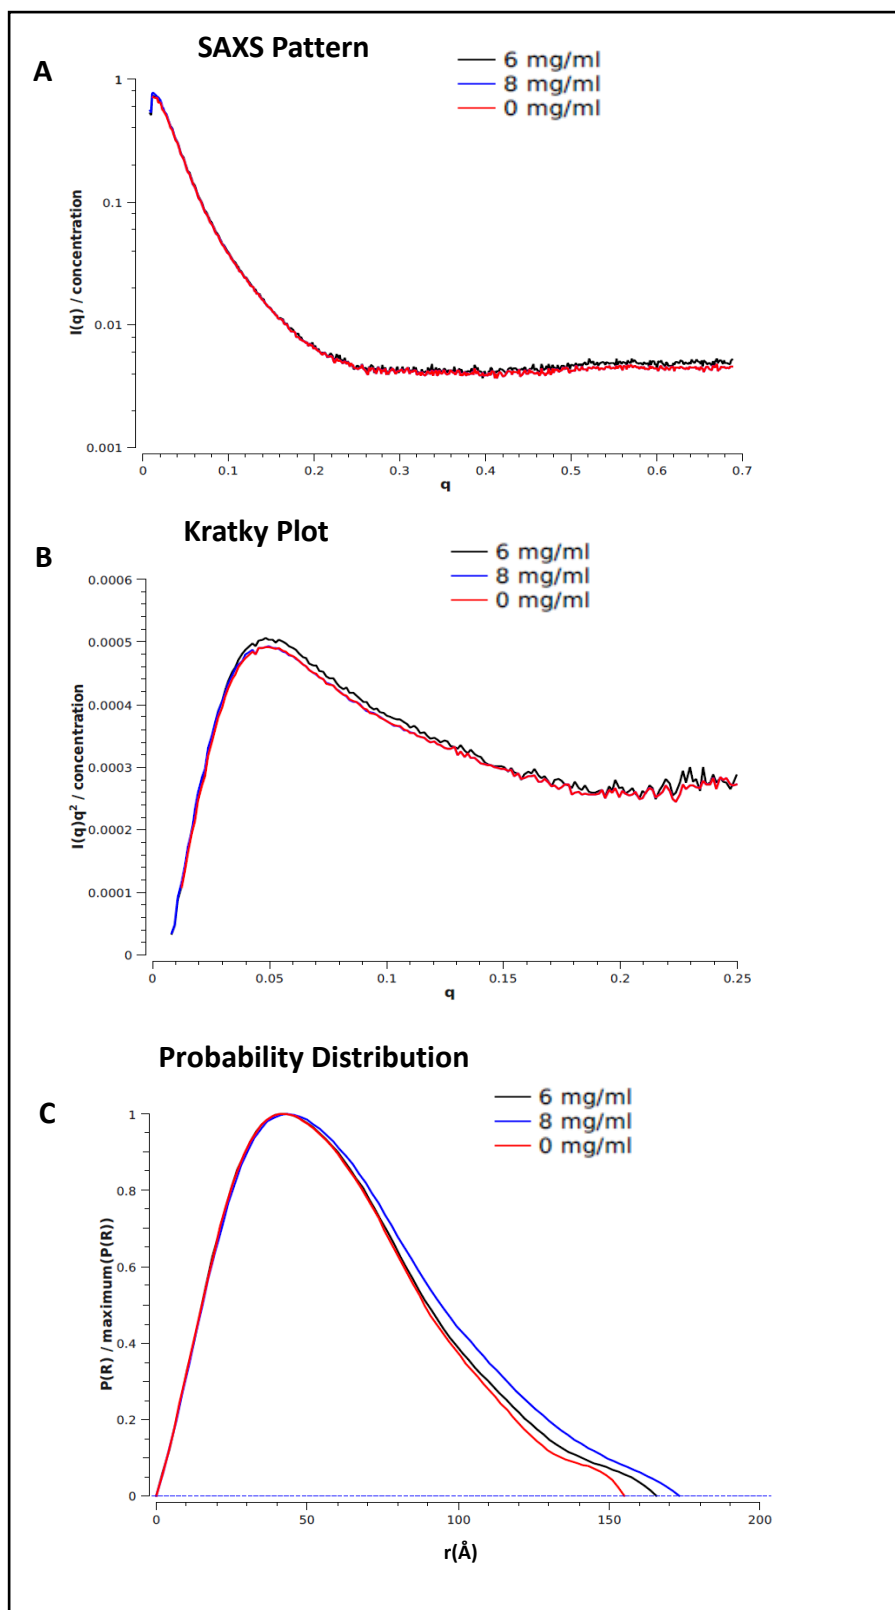 SAXS Pattern
A
6 mg/ml
8 mg/ml
0 mg/ml
1
0.1
0.01
0.001
I(q) / concentration
0 0.1 0.2 0.3 0.4 0.5 0.6 0.7
q
Kratky Plot
B
6 mg/ml
8 mg/ml
0 mg/ml
0.0006
0.0005
0.0004
0.0003
0.0002
0.0001
0
I(q)q² / concentration
0 0.05 0.1 0.15 0.2 0.25
q
Probability Distribution
C
6 mg/ml
8 mg/ml
0 mg/ml
1
0.8
0.6
0.4
0.2
0
P(R) / maximum(P(R))
0 50 100 150 200
r(Å)